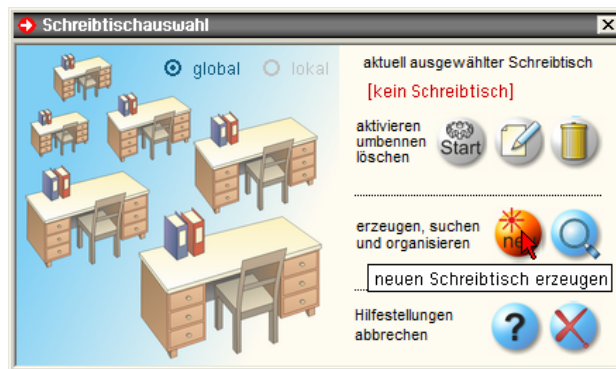 Schreibtischauswahl
global lokal
aktuell ausgewählter Schreibtisch
[kein Schreibtisch]
aktivieren
umbennen
löschen
Start
erzeugen, suchen
und organisieren
neuen Schreibtisch erzeugen
Hilfestellungen
abbrechen
?